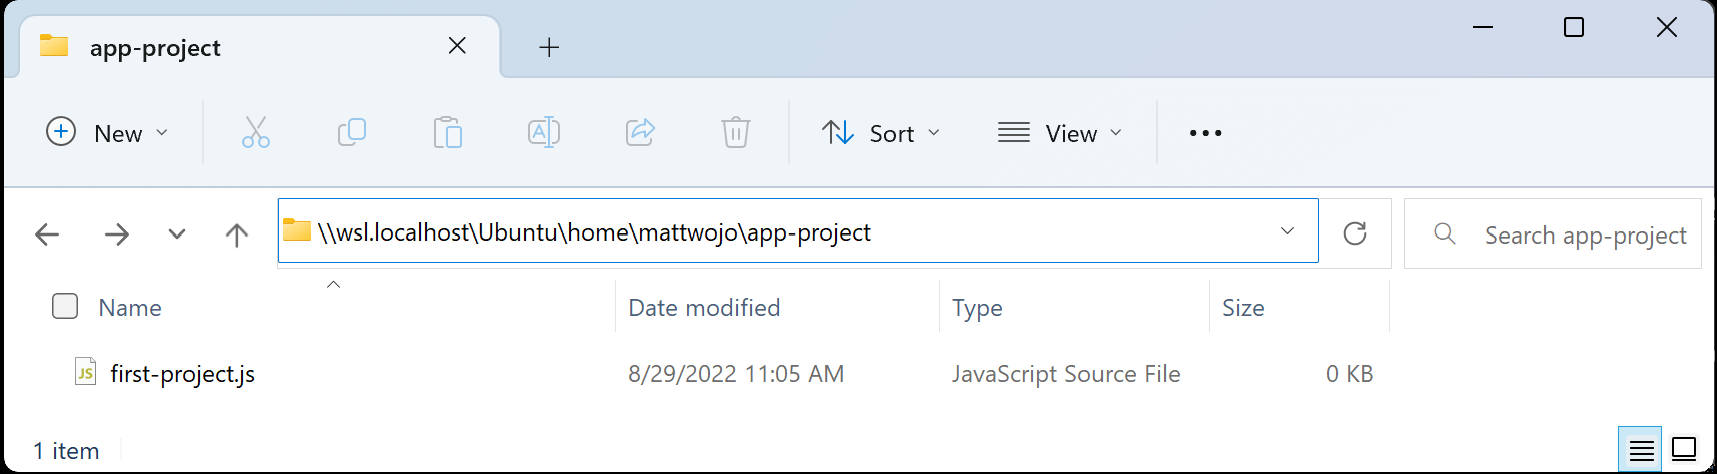 app-project
New Sort View
\\wsl.localhost\Ubuntu\home\mattwojo\app-project Search app-project
Name Date modified Type Size
JS first-project.js 8/29/2022 11:05 AM JavaScript Source File 0 KB
1 item